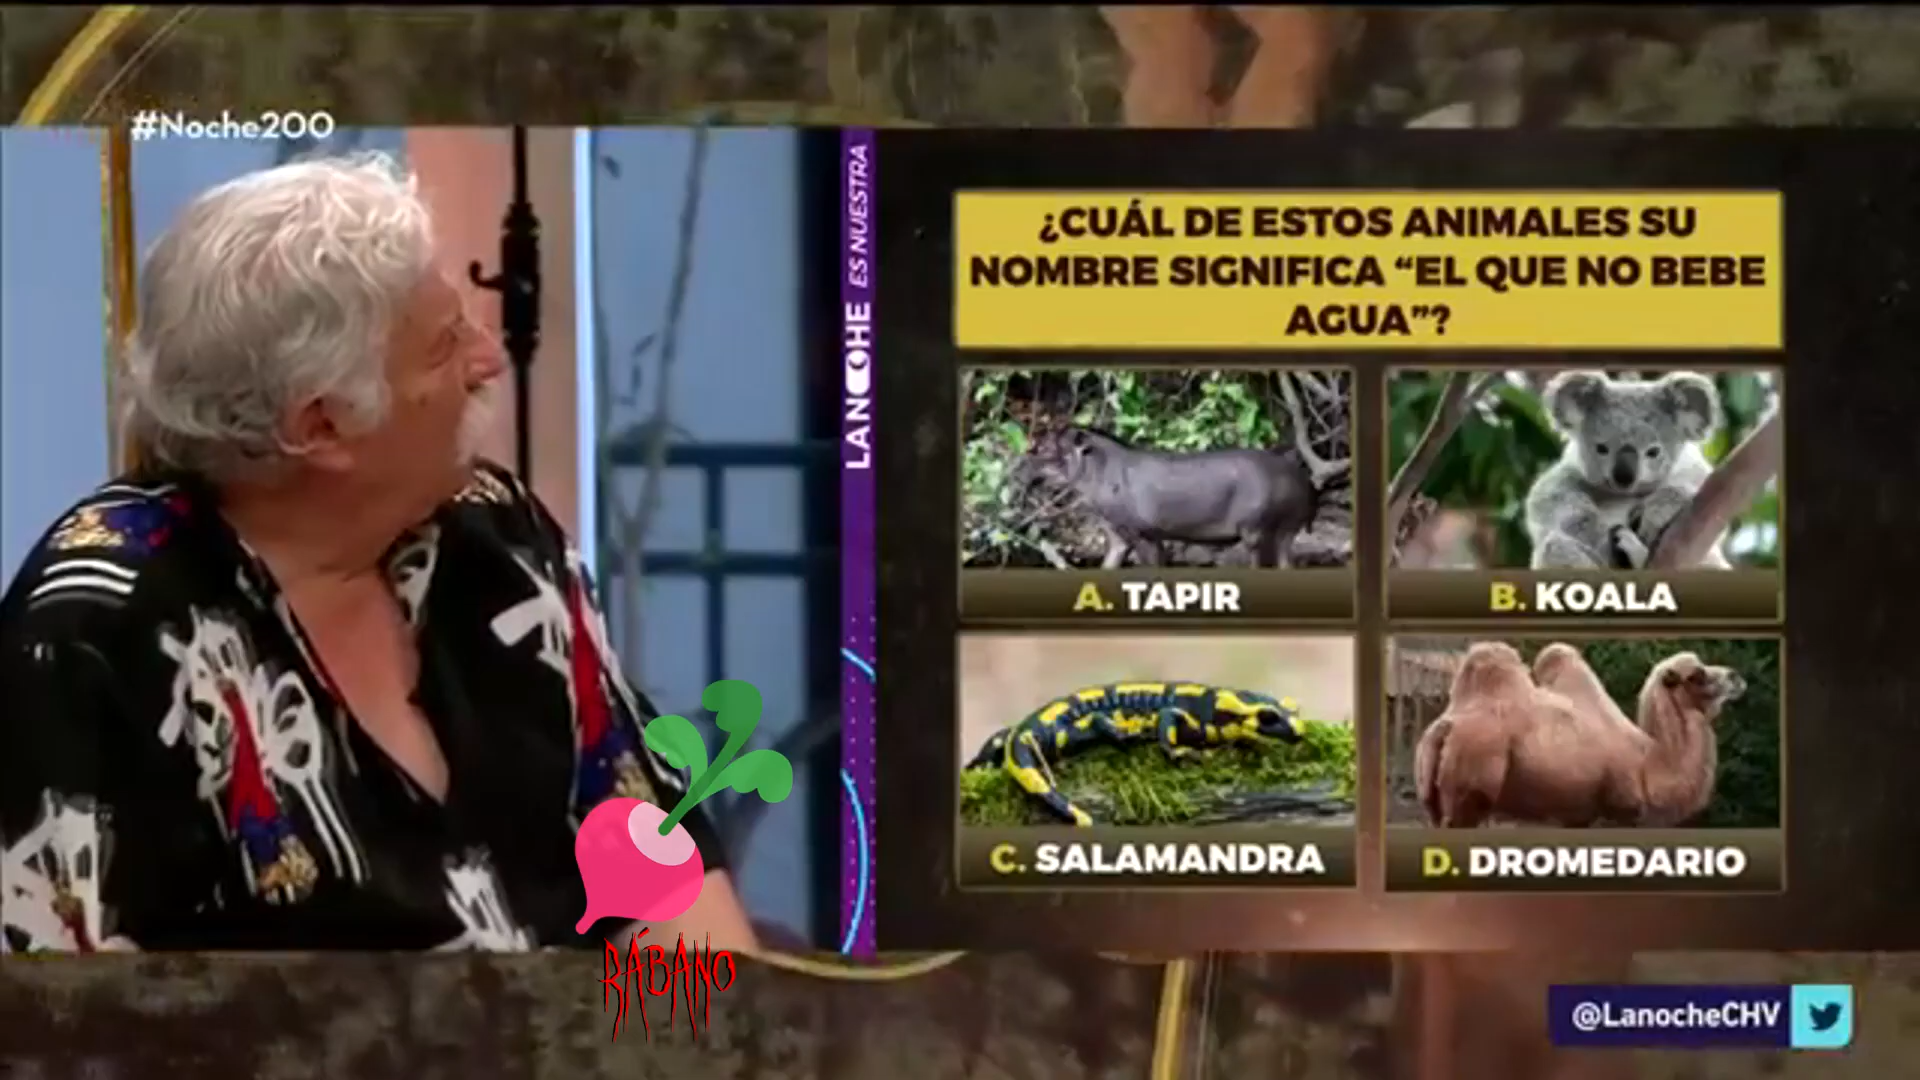 #Noche200
LANOCHE ES NUESTRA
¿CUÁL DE ESTOS ANIMALES SU
NOMBRE SIGNIFICA “EL QUE NO BEBE
AGUA”?
A. TAPIR
B. KOALA
C. SALAMANDRA
D. DROMEDARIO
RÁBANO
@LanocheCHV